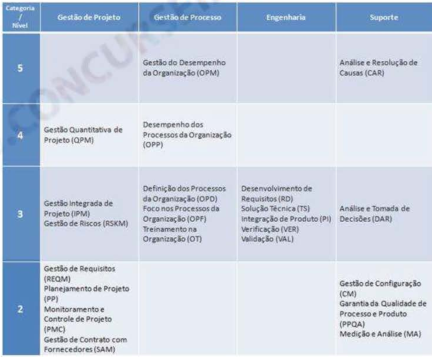 Categoria
/
Nível
Gestão de Projeto
Gestão de Processo
Engenharia
Suporte
5
Gestão do Desempenho
da Organização (OPM)
Análise e Resolução de
Causas (CAR)
4
Gestão Quantitativa de
Projeto (QPM)
Desempenho dos
Processos da Organização
(OPP)
3
Gestão Integrada de
Projeto (IPM)
Gestão de Riscos (RSKM)
Definição dos Processos
da Organização (OPD)
Foco nos Processos da
Organização (OPF)
Treinamento na
Organização (OT)
Desenvolvimento de
Requisitos (RD)
Solução Técnica (TS)
Integração de Produto (PI)
Verificação (VER)
Validação (VAL)
Análise e Tomada de
Decisões (DAR)
2
Gestão de Requisitos
(REQM)
Planejamento de Projeto
(PP)
Monitoramento e
Controle de Projeto
(PMC)
Gestão de Contrato com
Fornecedores (SAM)
Gestão de Configuração
(CM)
Garantia da Qualidade de
Processo e Produto
(PPQA)
Medição e Análise (MA)